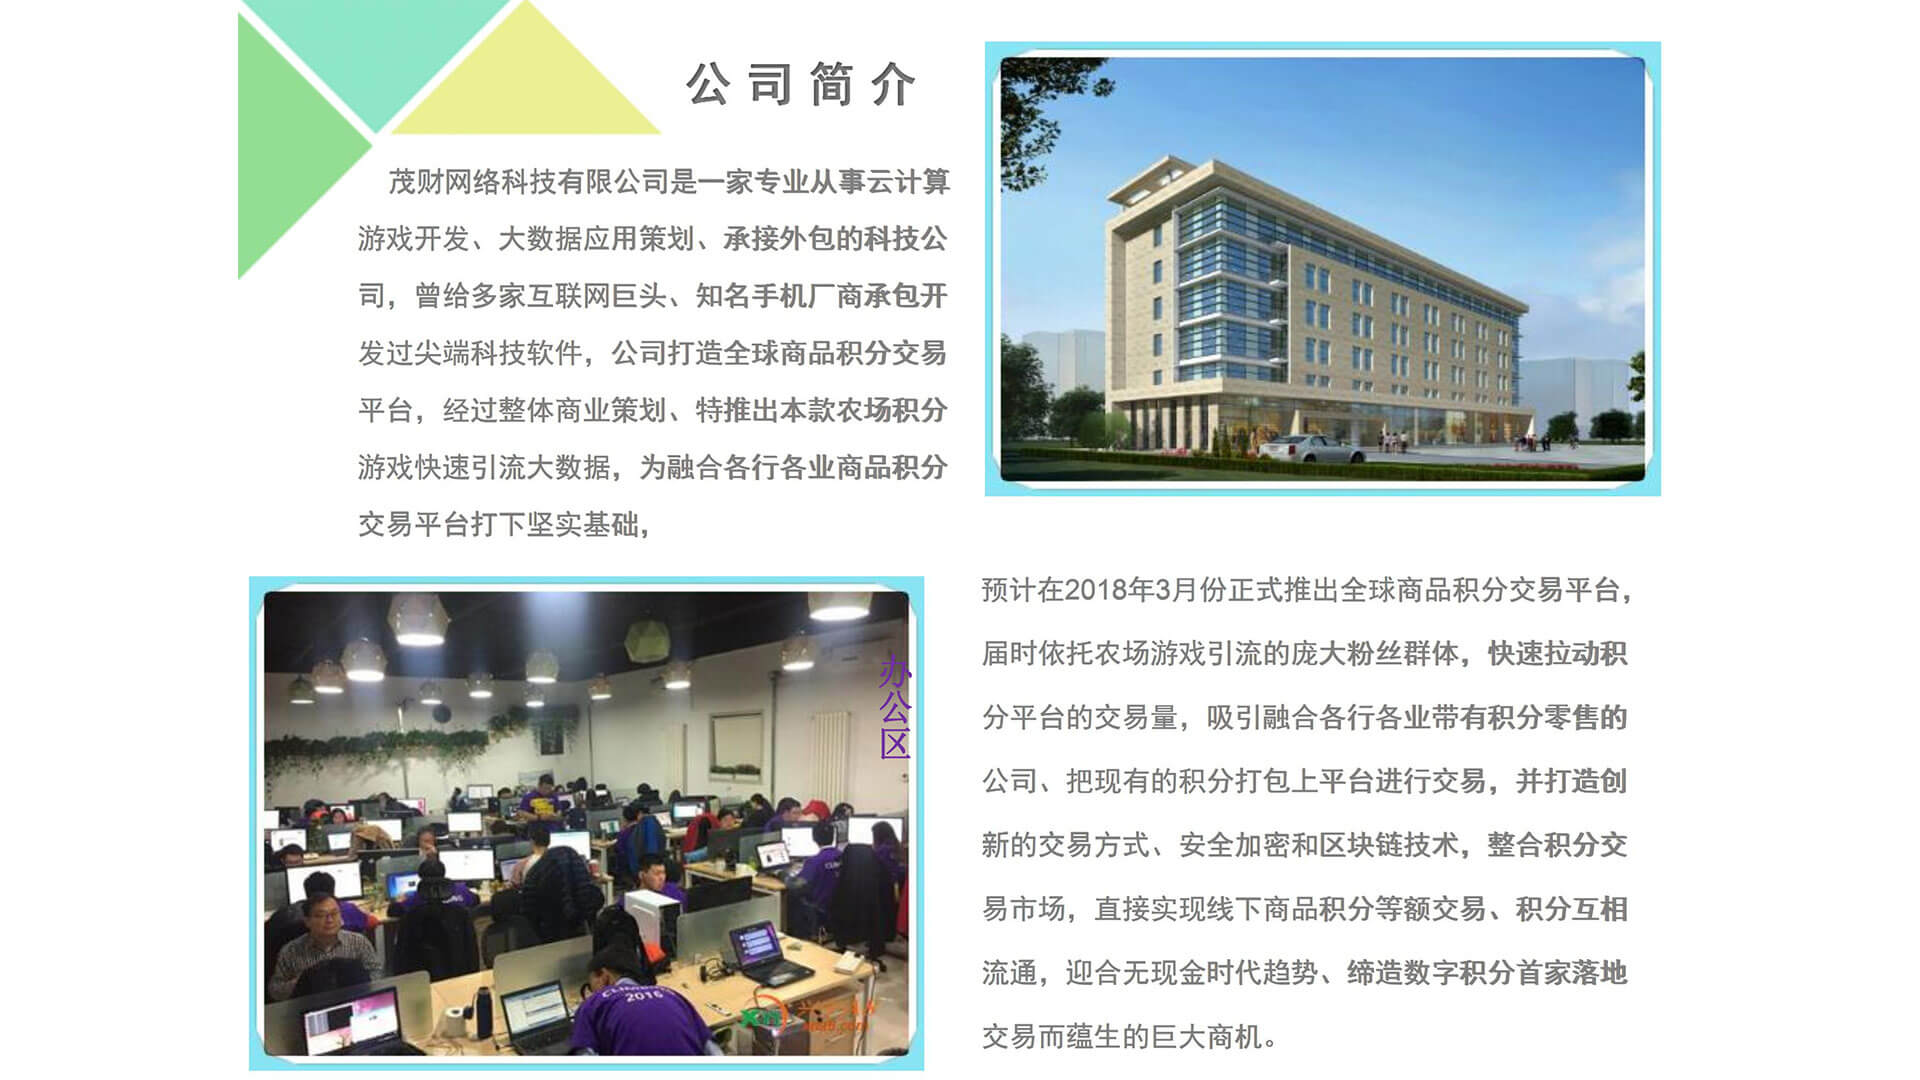 公司简介
茂财网络科技有限公司是一家专业从事云计算
游戏开发、大数据应用策划、承接外包的科技公
司，曾给多家互联网巨头、知名手机厂商承包开
发过尖端科技软件，公司打造全球商品积分交易
平台，经过整体商业策划、特推出本款农场积分
游戏快速引流大数据，为融合各行各业商品积分
交易平台打下坚实基础，
办公区
2016
预计在2018年3月份正式推出全球商品积分交易平台，
届时依托农场游戏引流的庞大粉丝群体，快速拉动积
分平台的交易量，吸引融合各行各业带有积分零售的
公司、把现有的积分打包上平台进行交易，并打造创
新的交易方式、安全加密和区块链技术，整合积分交
易市场，直接实现线下商品积分等额交易、积分互相
流通，迎合无现金时代趋势、缔造数字积分首家落地
交易而蕴生的巨大商机。